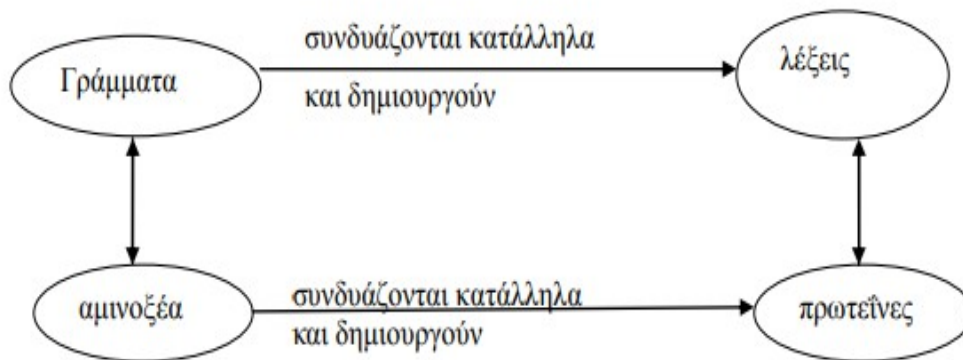 συνδυάζονται κατάλληλα
Γράμματα
λέξεις
και δημιουργούν
συνδυάζονται κατάλληλα
αμινοξέα
πρωτεΐνες
και δημιουργούν